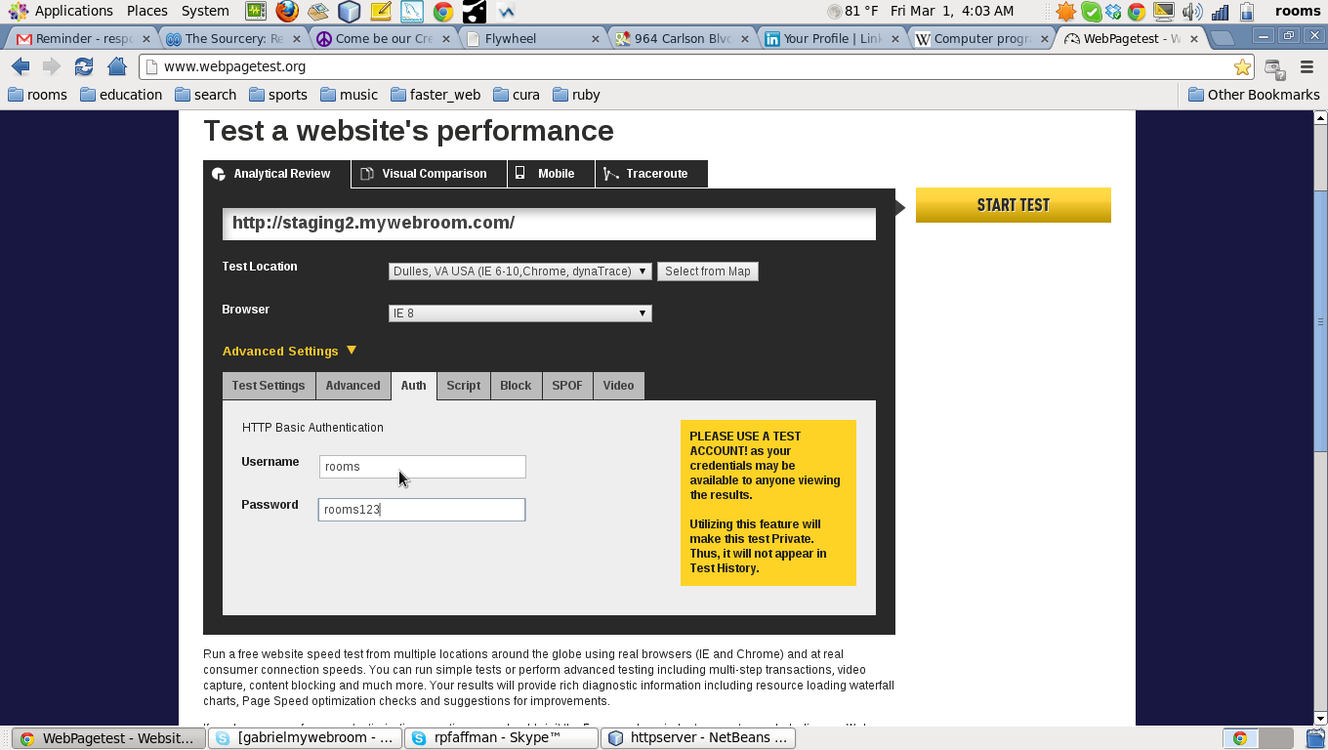 Applications Places System 81 °F Fri Mar 1, 4:03 AM rooms
Reminder - resp The Sourcery: Re Come be our Cre Flywheel 964 Carlson Blvd Your Profile | Link Computer progr WebPagetest - W
www.webpagetest.org
rooms education search sports music faster_web cura ruby Other Bookmarks
Test a website's performance
Analytical Review Visual Comparison Mobile Traceroute
START TEST
http://staging2.mywebroom.com/
Test Location Dulles, VA USA (IE 6-10,Chrome, dynaTrace) Select from Map
Browser IE 8
Advanced Settings
Test Settings Advanced Auth Script Block SPOF Video
HTTP Basic Authentication
Username rooms
Password rooms123
PLEASE USE A TEST
ACCOUNT! as your
credentials may be
available to anyone viewing
the results.
Utilizing this feature will
make this test Private.
Thus, it will not appear in
Test History.
Run a free website speed test from multiple locations around the globe using real browsers (IE and Chrome) and at real
consumer connection speeds. You can run simple tests or perform advanced testing including multi-step transactions, video
capture, content blocking and much more. Your results will provide rich diagnostic information including resource loading waterfall
charts, Page Speed optimization checks and suggestions for improvements.
WebPagetest - Websit... [gabrielmywebroom - ... rpfaffman - Skype™ httpserver - NetBeans ...